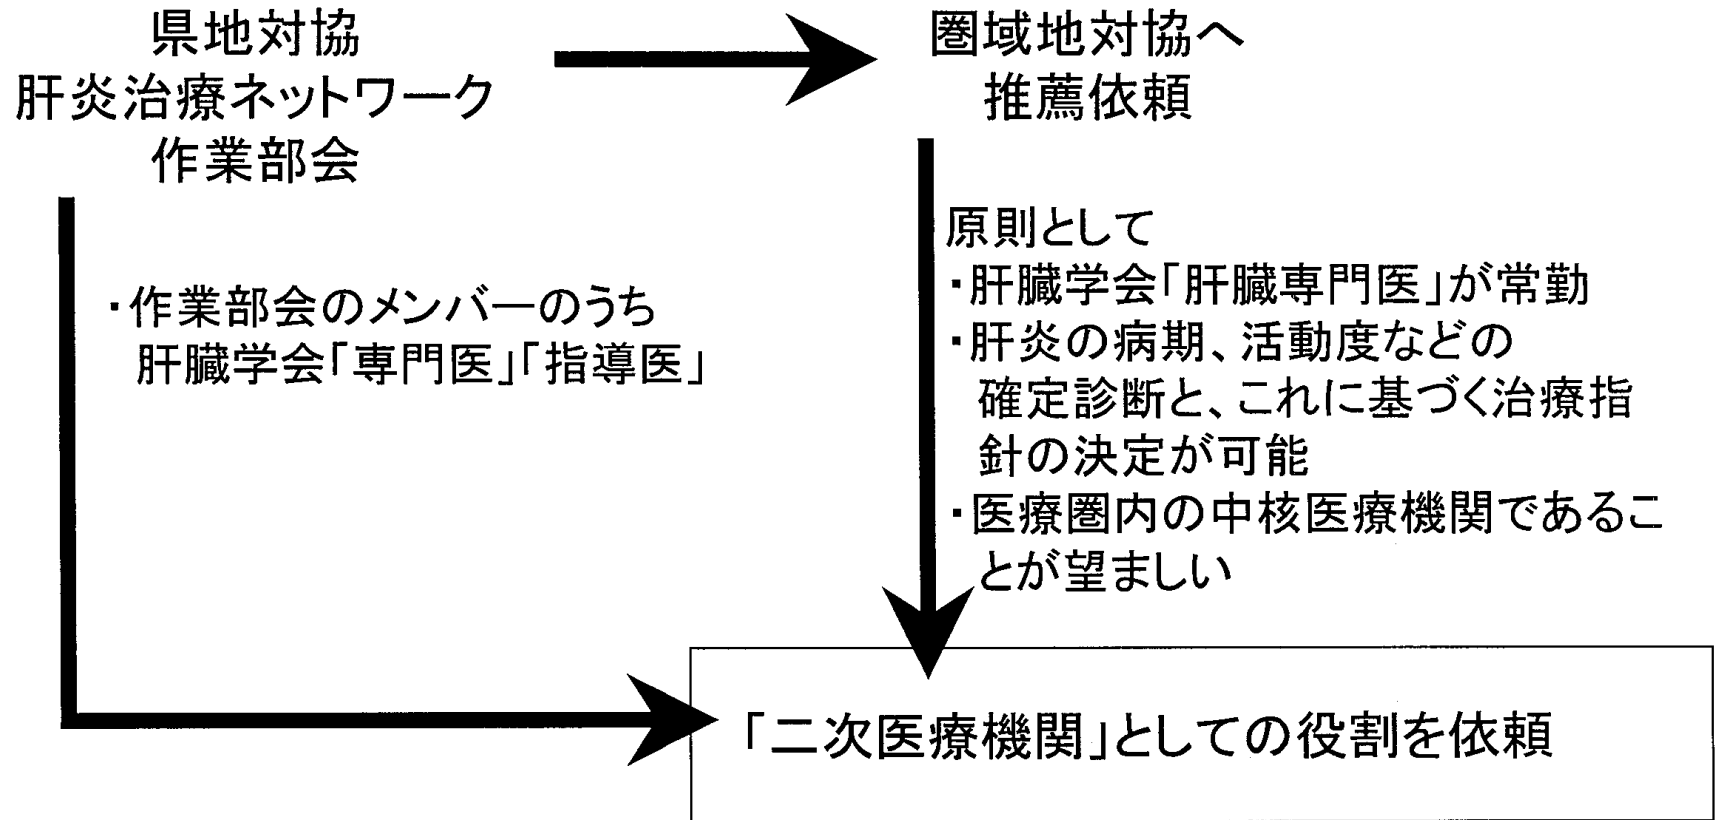 県地対協
肝炎治療ネットワーク
作業部会
圏域地対協へ
推薦依頼
・作業部会のメンバーのうち
肝臓学会「専門医」「指導医」
原則として
・肝臓学会「肝臓専門医」が常勤
・肝炎の病期、活動度などの
確定診断と、これに基づく治療指
針の決定が可能
・医療圏内の中核医療機関であるこ
とが望ましい
「二次医療機関」としての役割を依頼